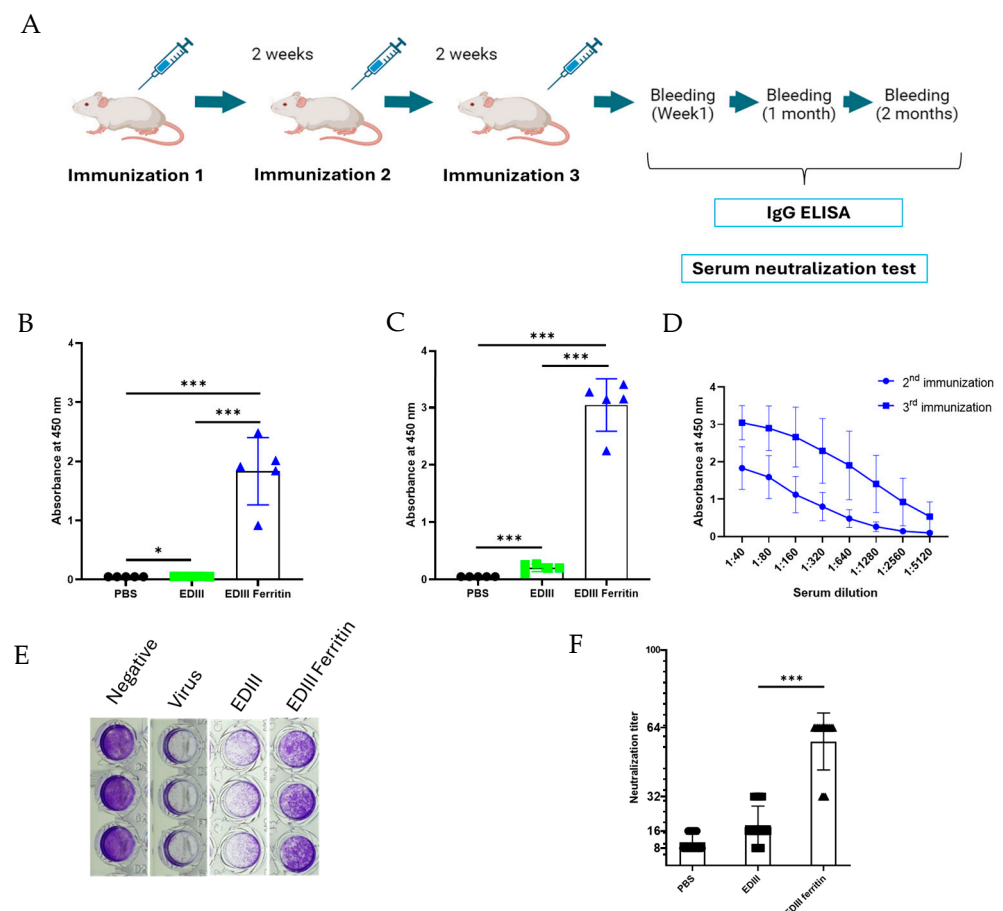 A
2 weeks
2 weeks
Immunization 1
Immunization 2
Immunization 3
Bleeding
(Week1)
Bleeding
(1 month)
Bleeding
(2 months)
IgG ELISA
Serum neutralization test
B
Absorbance at 450 nm
4
3
2
1
0
***
***
*
PBS
EDIII
EDIII Ferritin
C
Absorbance at 450 nm
4
3
2
1
0
***
***
***
PBS
EDIII
EDIII Ferritin
D
2nd immunization
3rd immunization
Absorbance at 450 nm
4
3
2
1
0
1:40
1:80
1:160
1:320
1:640
1:1280
1:2560
1:5120
Serum dilution
E
Negative
Virus
EDIII
EDIII Ferritin
F
Neutralization titer
100
64
32
16
8
***
PBS
EDIII
EDIII ferritin